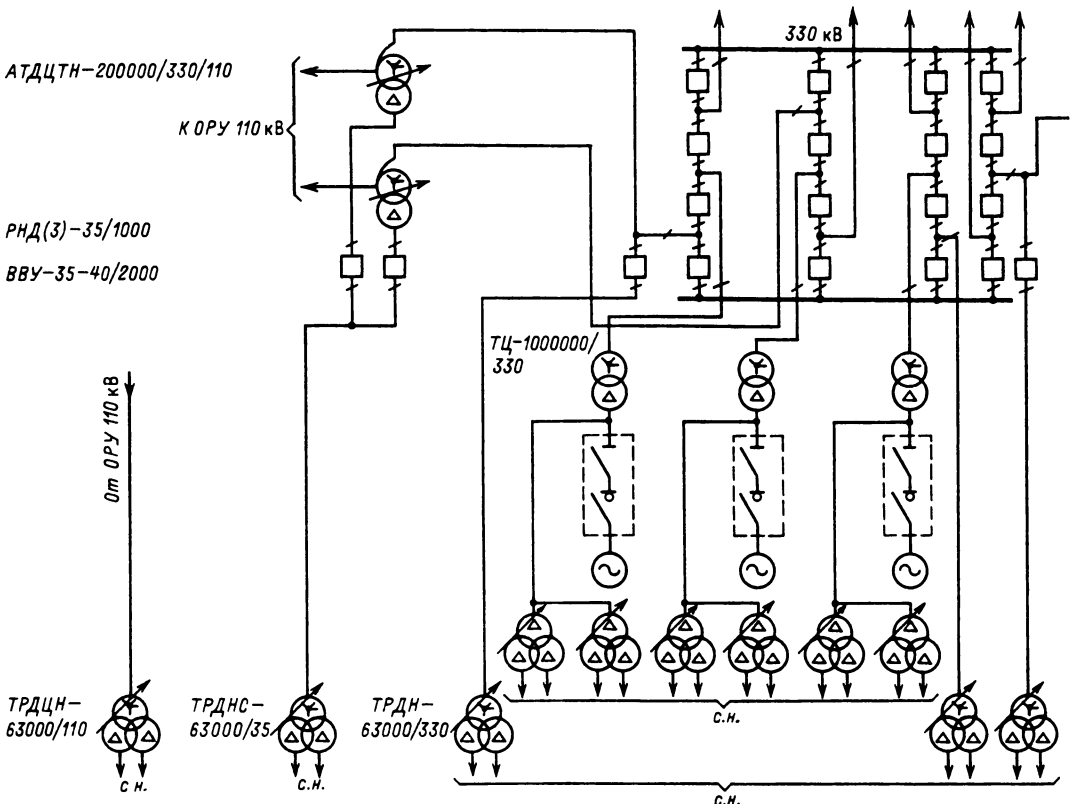 330 кВ
АТДЦТН-200000/330/110
К ОРУ 110 кВ
РНД(З)-35/1000
ВВУ-35-40/2000
ТЦ-1000000/
330
От ОРУ 110 кВ
ТРДЦН-
63000/110
ТРДНС-
63000/35
ТРДН-
63000/330
с.н.
с н.
с.н.
с.н.